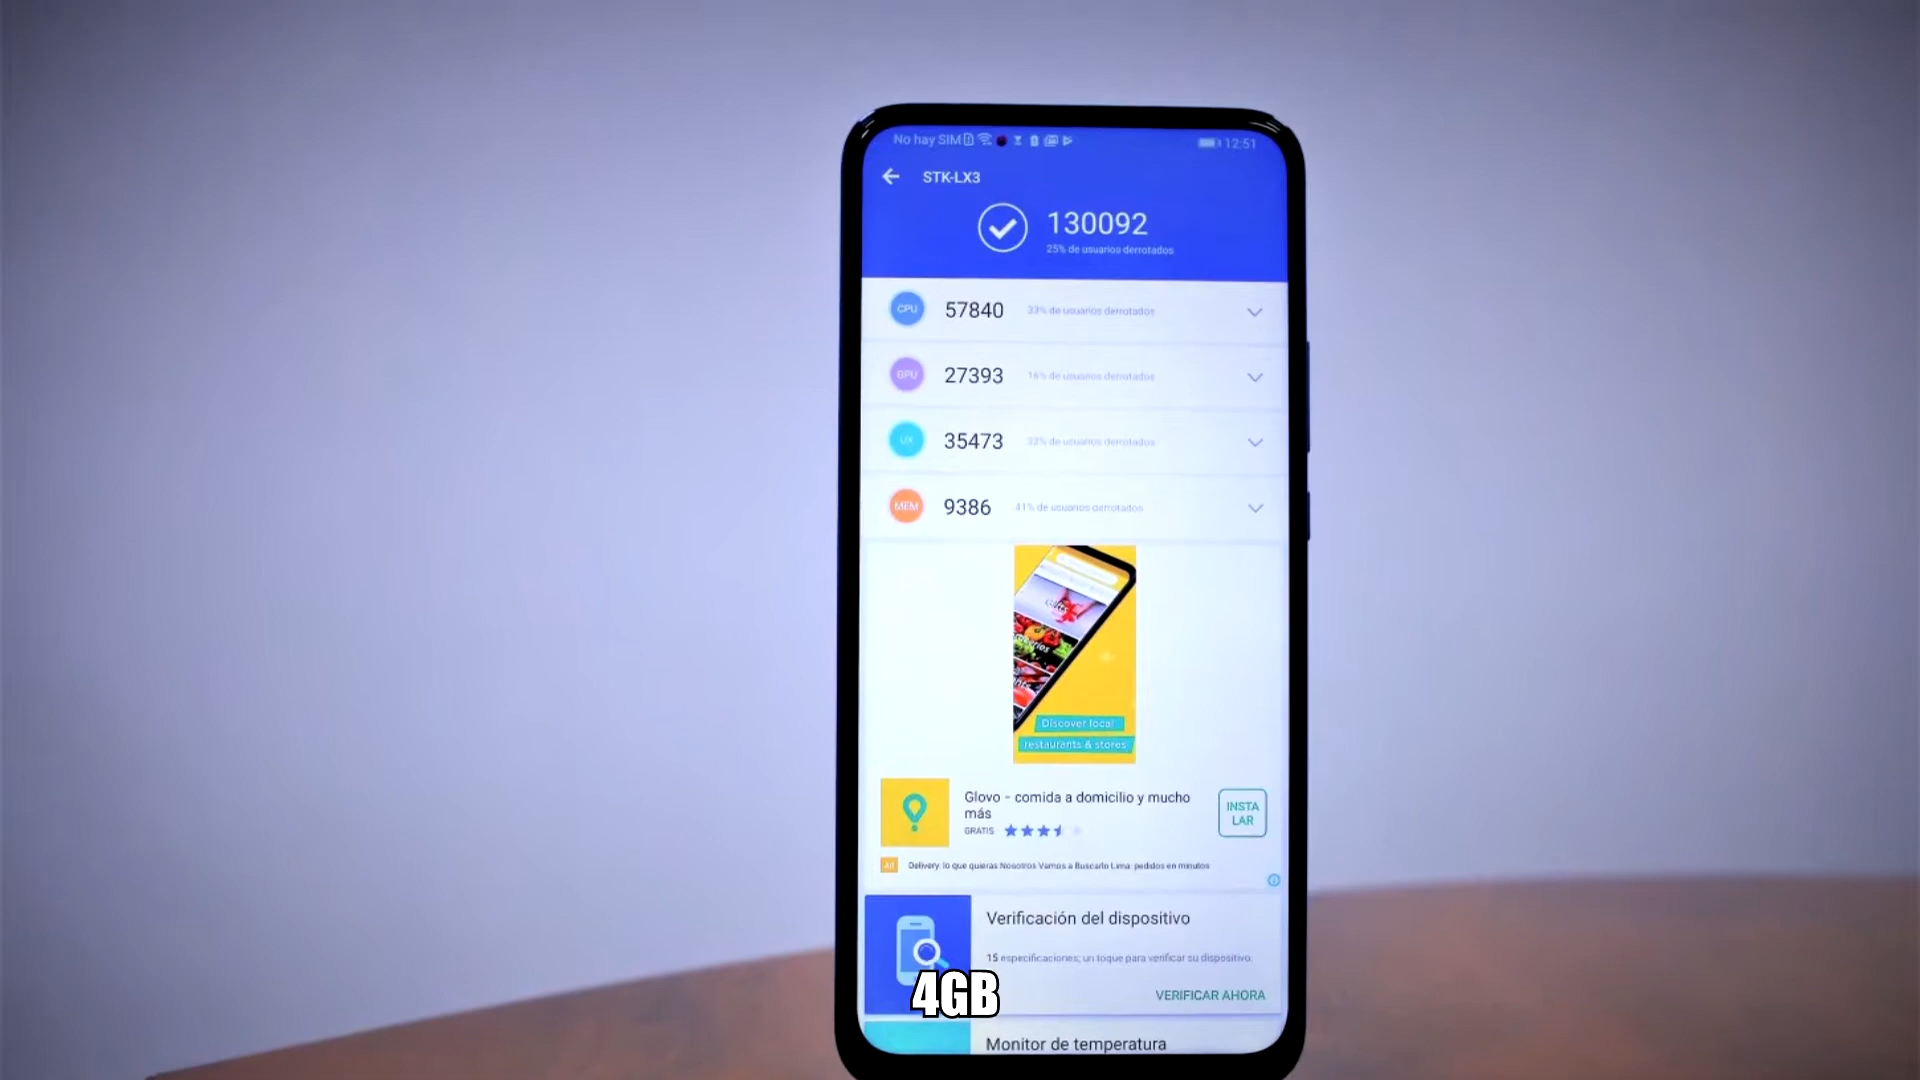 No hay SIM 12:51
STK-LX3
130092
25% de usuarios derrotados
CPU 57840 33% de usuarios derrotados
GPU 27393 16% de usuarios derrotados
UX 35473 32% de usuarios derrotados
MEM 9386 41% de usuarios derrotados
Discover local
restaurants & stores
Glovo - comida a domicilio y mucho
más
GRATIS
INSTA
LAR
Ad Delivery: lo que quieras Nosotros Vamos a Buscarlo Lima: pedidos en minutos
Verificación del dispositivo
15 especificaciones; un toque para verificar su dispositivo.
4GB
VERIFICAR AHORA
Monitor de temperatura